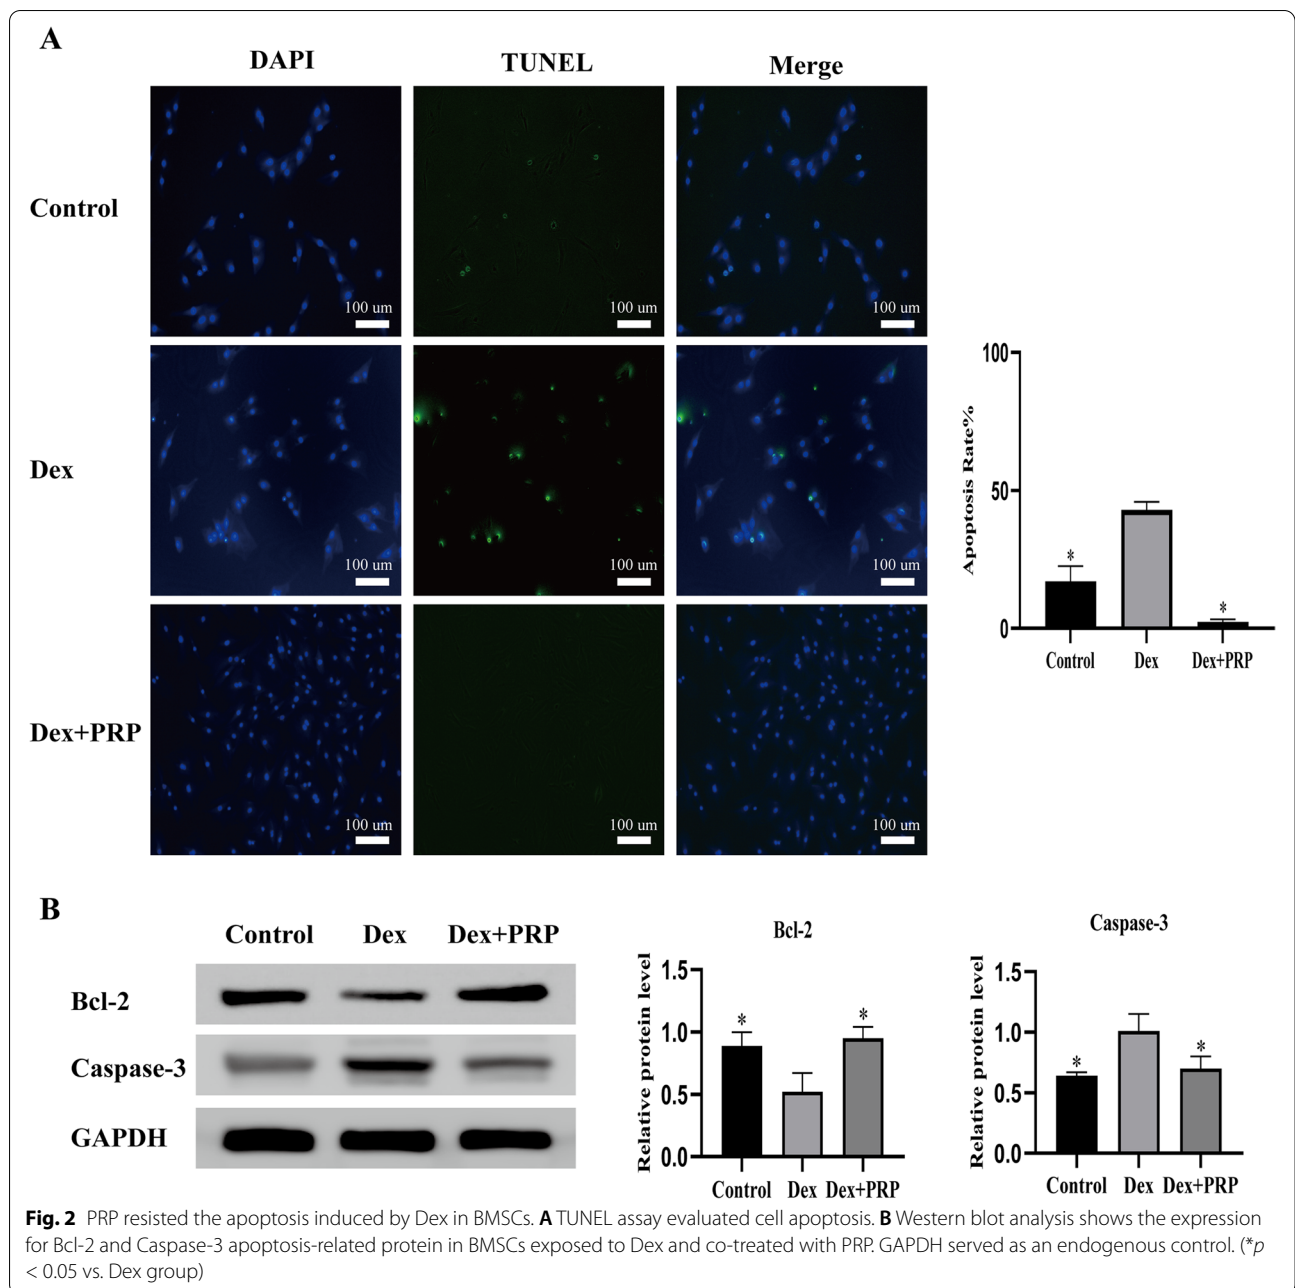 A
DAPI
TUNEL
Merge
Control
100 um
100 um
100 um
Dex
100 um
100 um
100 um
Dex+PRP
100 um
100 um
100 um
Apoptosis Rate%
100
50
0
*
*
Control
Dex
Dex+PRP
B
Control
Dex
Dex+PRP
Bcl-2
Caspase-3
GAPDH
Bcl-2
Relative protein level
1.5
1.0
0.5
0.0
*
*
Control
Dex
Dex+PRP
Caspase-3
Relative protein level
1.5
1.0
0.5
0.0
*
*
Control
Dex
Dex+PRP
Fig. 2 PRP resisted the apoptosis induced by Dex in BMSCs. A TUNEL assay evaluated cell apoptosis. B Western blot analysis shows the expression
for Bcl-2 and Caspase-3 apoptosis-related protein in BMSCs exposed to Dex and co-treated with PRP. GAPDH served as an endogenous control. (*p
< 0.05 vs. Dex group)